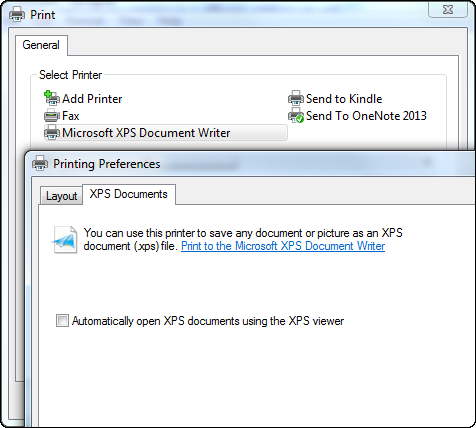 Print
General
Select Printer
Add Printer
Send to Kindle
Fax
Send To OneNote 2013
Microsoft XPS Document Writer
Printing Preferences
Layout
XPS Documents
You can use this printer to save any document or picture as an XPS
document (.xps) file. Print to the Microsoft XPS Document Writer
Automatically open XPS documents using the XPS viewer